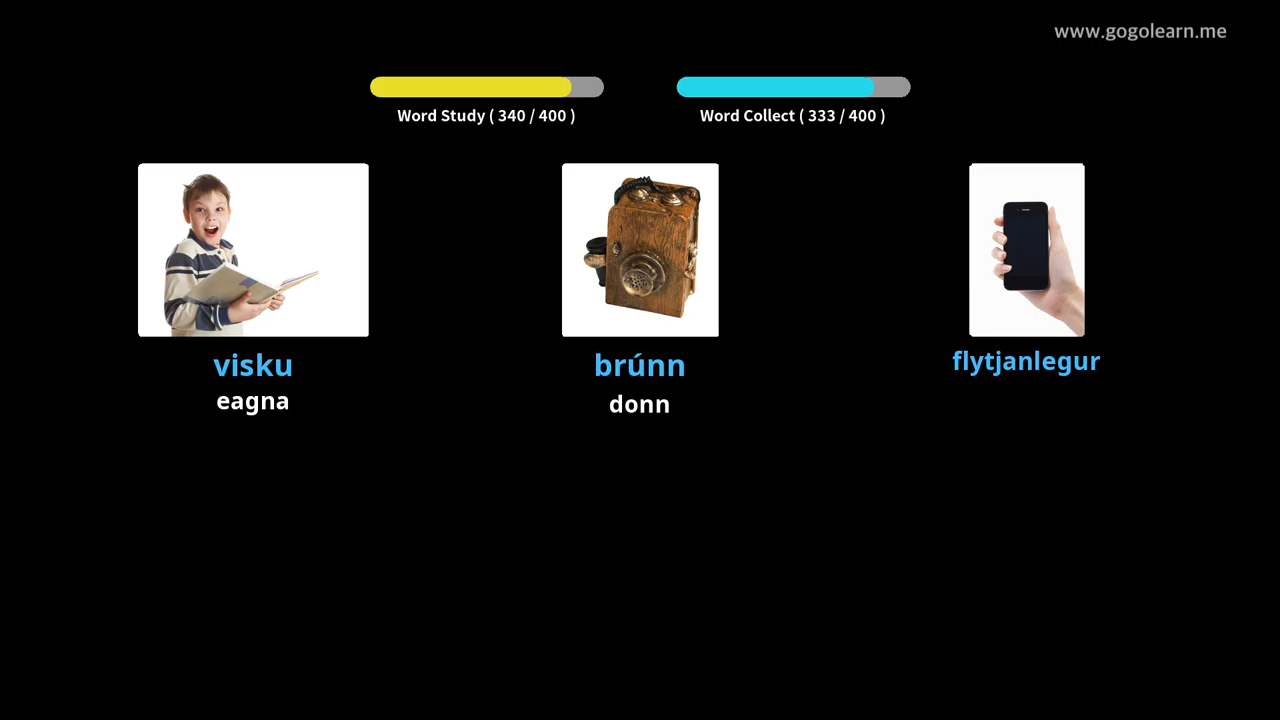 www.gogolearn.me
Word Study ( 340 / 400 )
Word Collect ( 333 / 400 )
visku
eagna
brúnn
donn
flytjanlegur